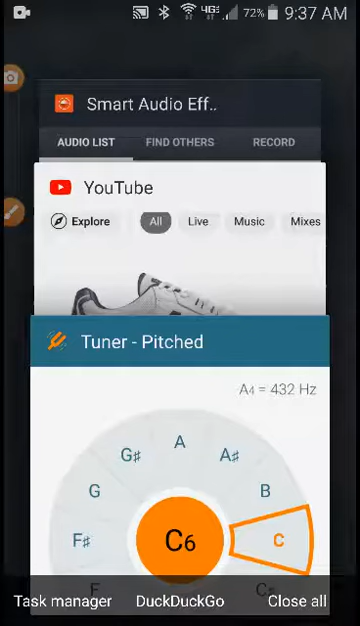 4G 72% 9:37 AM
Smart Audio Eff..
AUDIO LIST FIND OTHERS RECORD
YouTube
Explore All Live Music Mixes
Tuner - Pitched
A4 = 432 Hz
A
G♯ A♯
G B
F♯ C6 C
F C♯
Task manager DuckDuckGo Close all